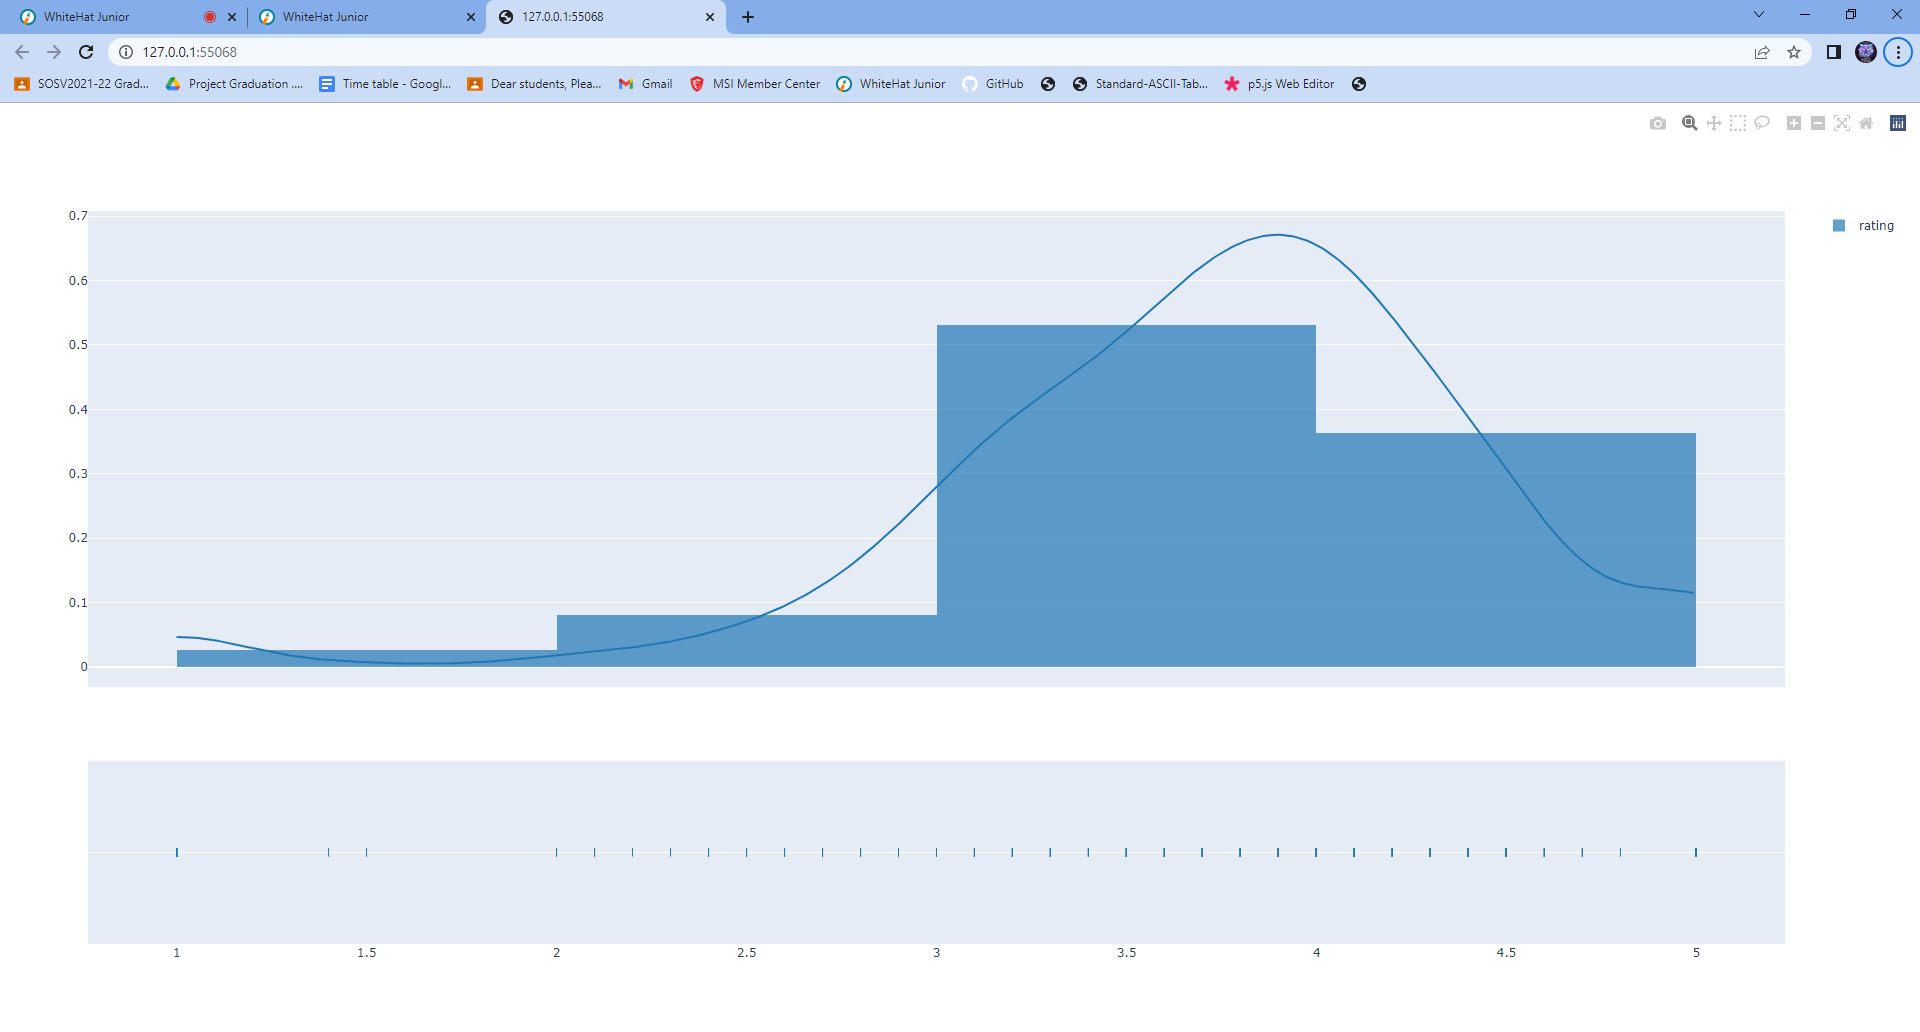 WhiteHat Junior
WhiteHat Junior
127.0.0.1:55068
127.0.0.1:55068
SOSV2021-22 Grad...
Project Graduation ....
Time table - Googl...
Dear students, Plea...
Gmail
MSI Member Center
WhiteHat Junior
GitHub
Standard-ASCII-Tab...
p5.js Web Editor
0.7
0.6
0.5
0.4
0.3
0.2
0.1
0
rating
1 1.5 2 2.5 3 3.5 4 4.5 5